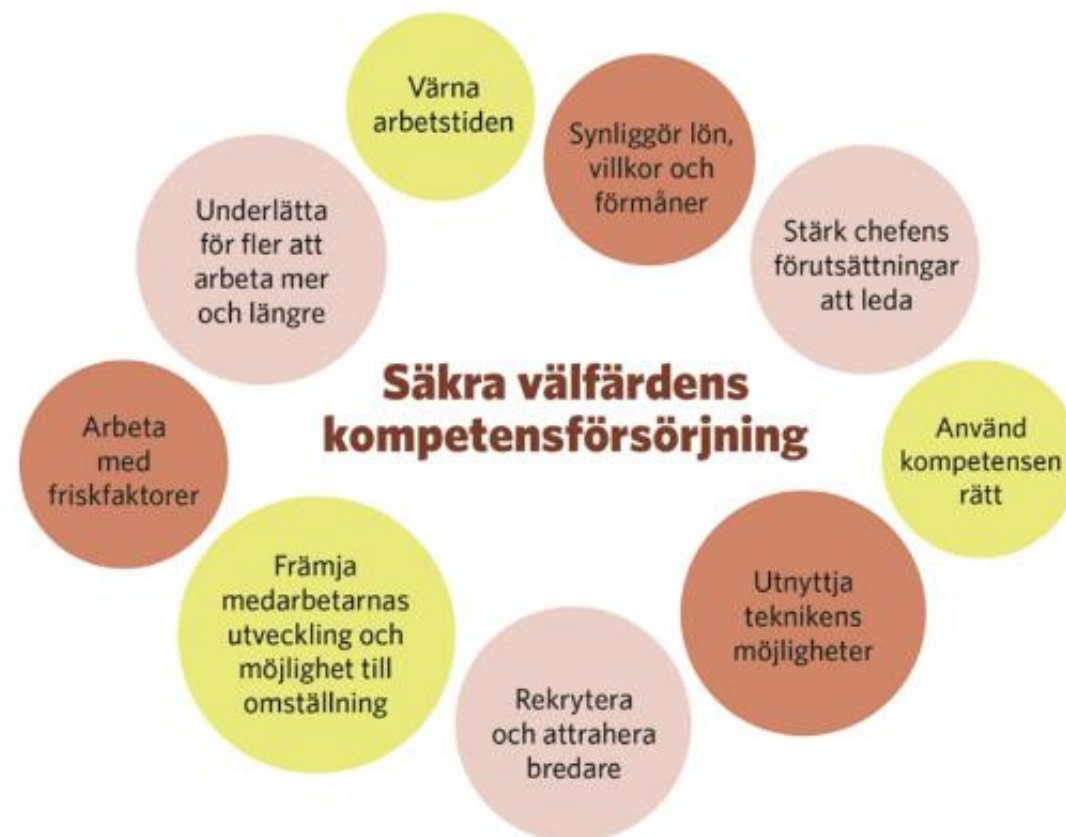 Värna
arbetstiden
Synliggör lön,
villkor och
förmåner
Stärk chefens
förutsättningar
att leda
Använd
kompetensen
rätt
Utnyttja
teknikens
möjligheter
Rekrytera
och attrahera
bredare
Främja
medarbetarnas
utveckling och
möjlighet till
omställning
Arbeta
med
friskfaktorer
Underlätta
för fler att
arbeta mer
och längre
Säkra välfärdens
kompetensförsörjning